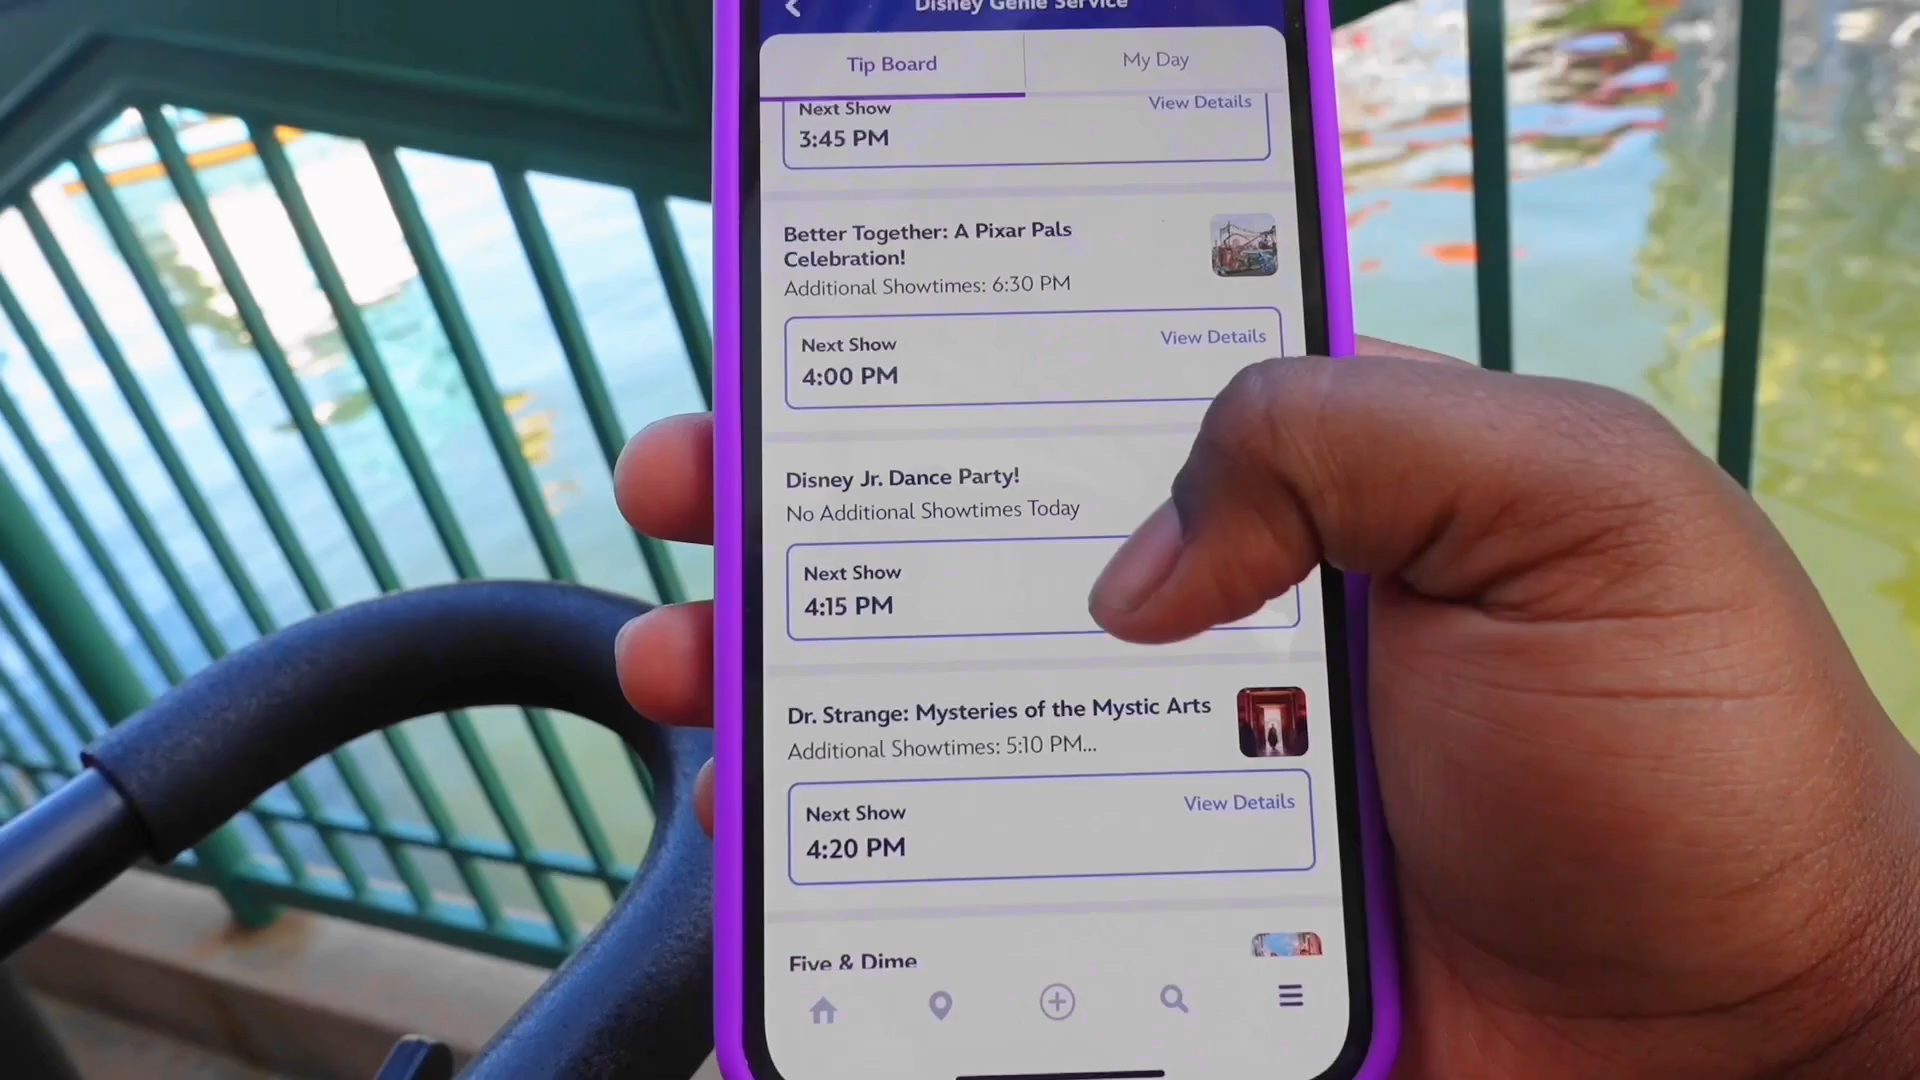 Disney Genie Service
Tip Board
My Day
Next Show
View Details
3:45 PM
Better Together: A Pixar Pals
Celebration!
Additional Showtimes: 6:30 PM
Next Show
View Details
4:00 PM
Disney Jr. Dance Party!
No Additional Showtimes Today
Next Show
4:15 PM
Dr. Strange: Mysteries of the Mystic Arts
Additional Showtimes: 5:10 PM...
Next Show
View Details
4:20 PM
Five & Dime